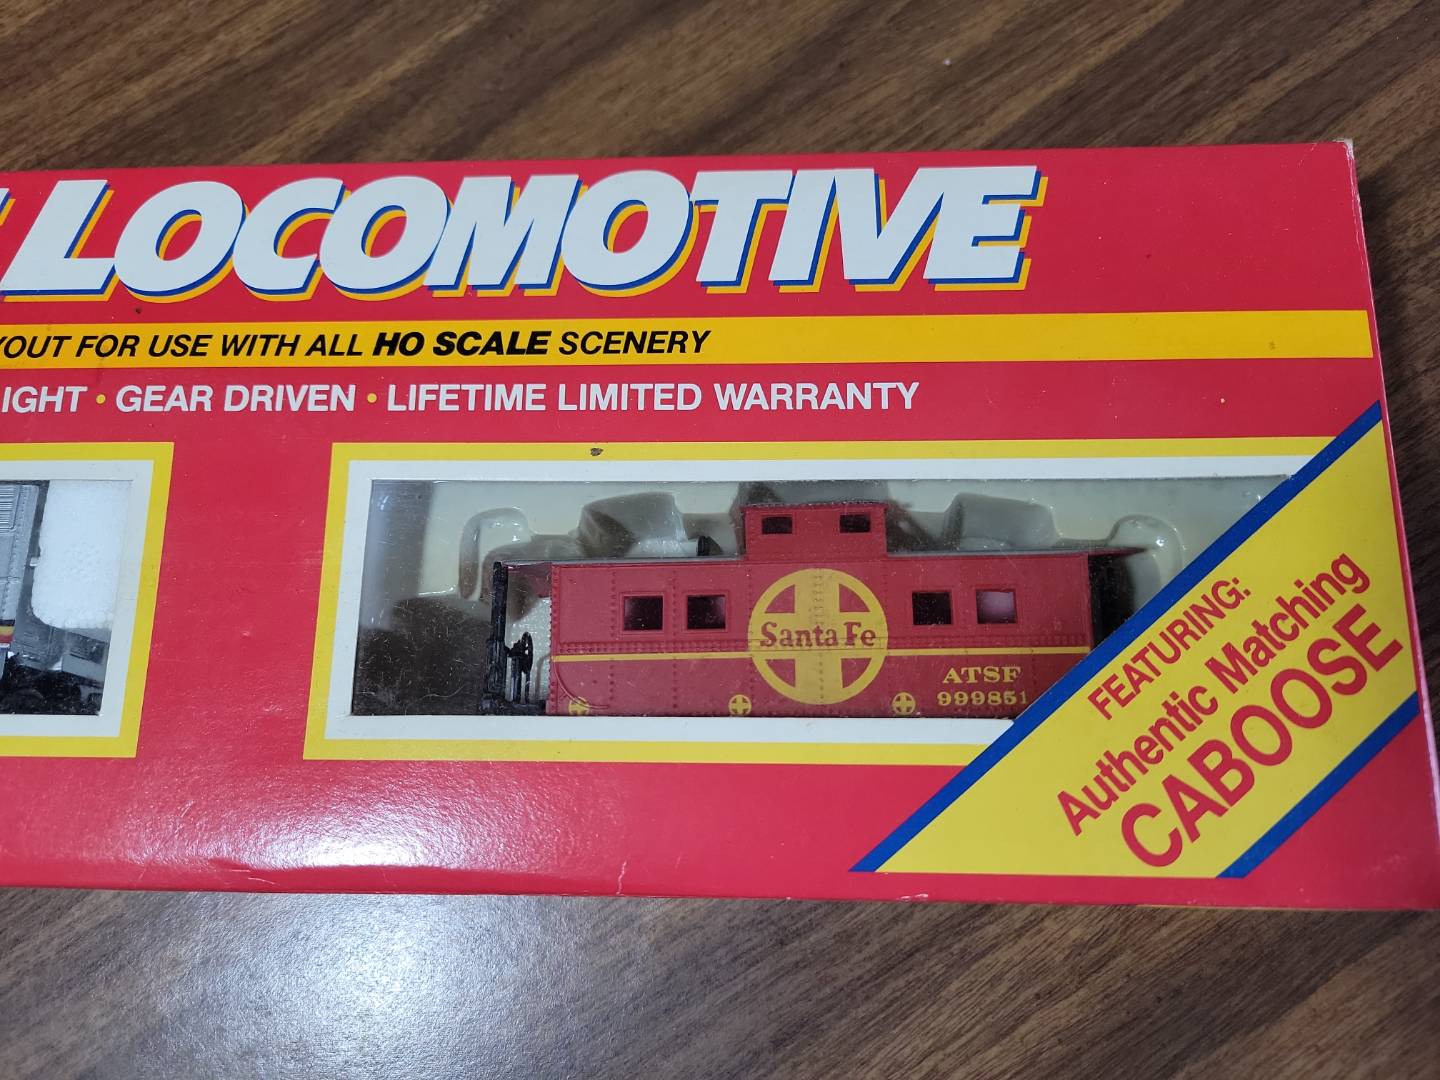 LOCOMOTIVE
OUT FOR USE WITH ALL HO SCALE SCENERY
IGHT • GEAR DRIVEN • LIFETIME LIMITED WARRANTY
Santa Fe
ATSF
999851
FEATURING:
Authentic Matching
CABOOSE